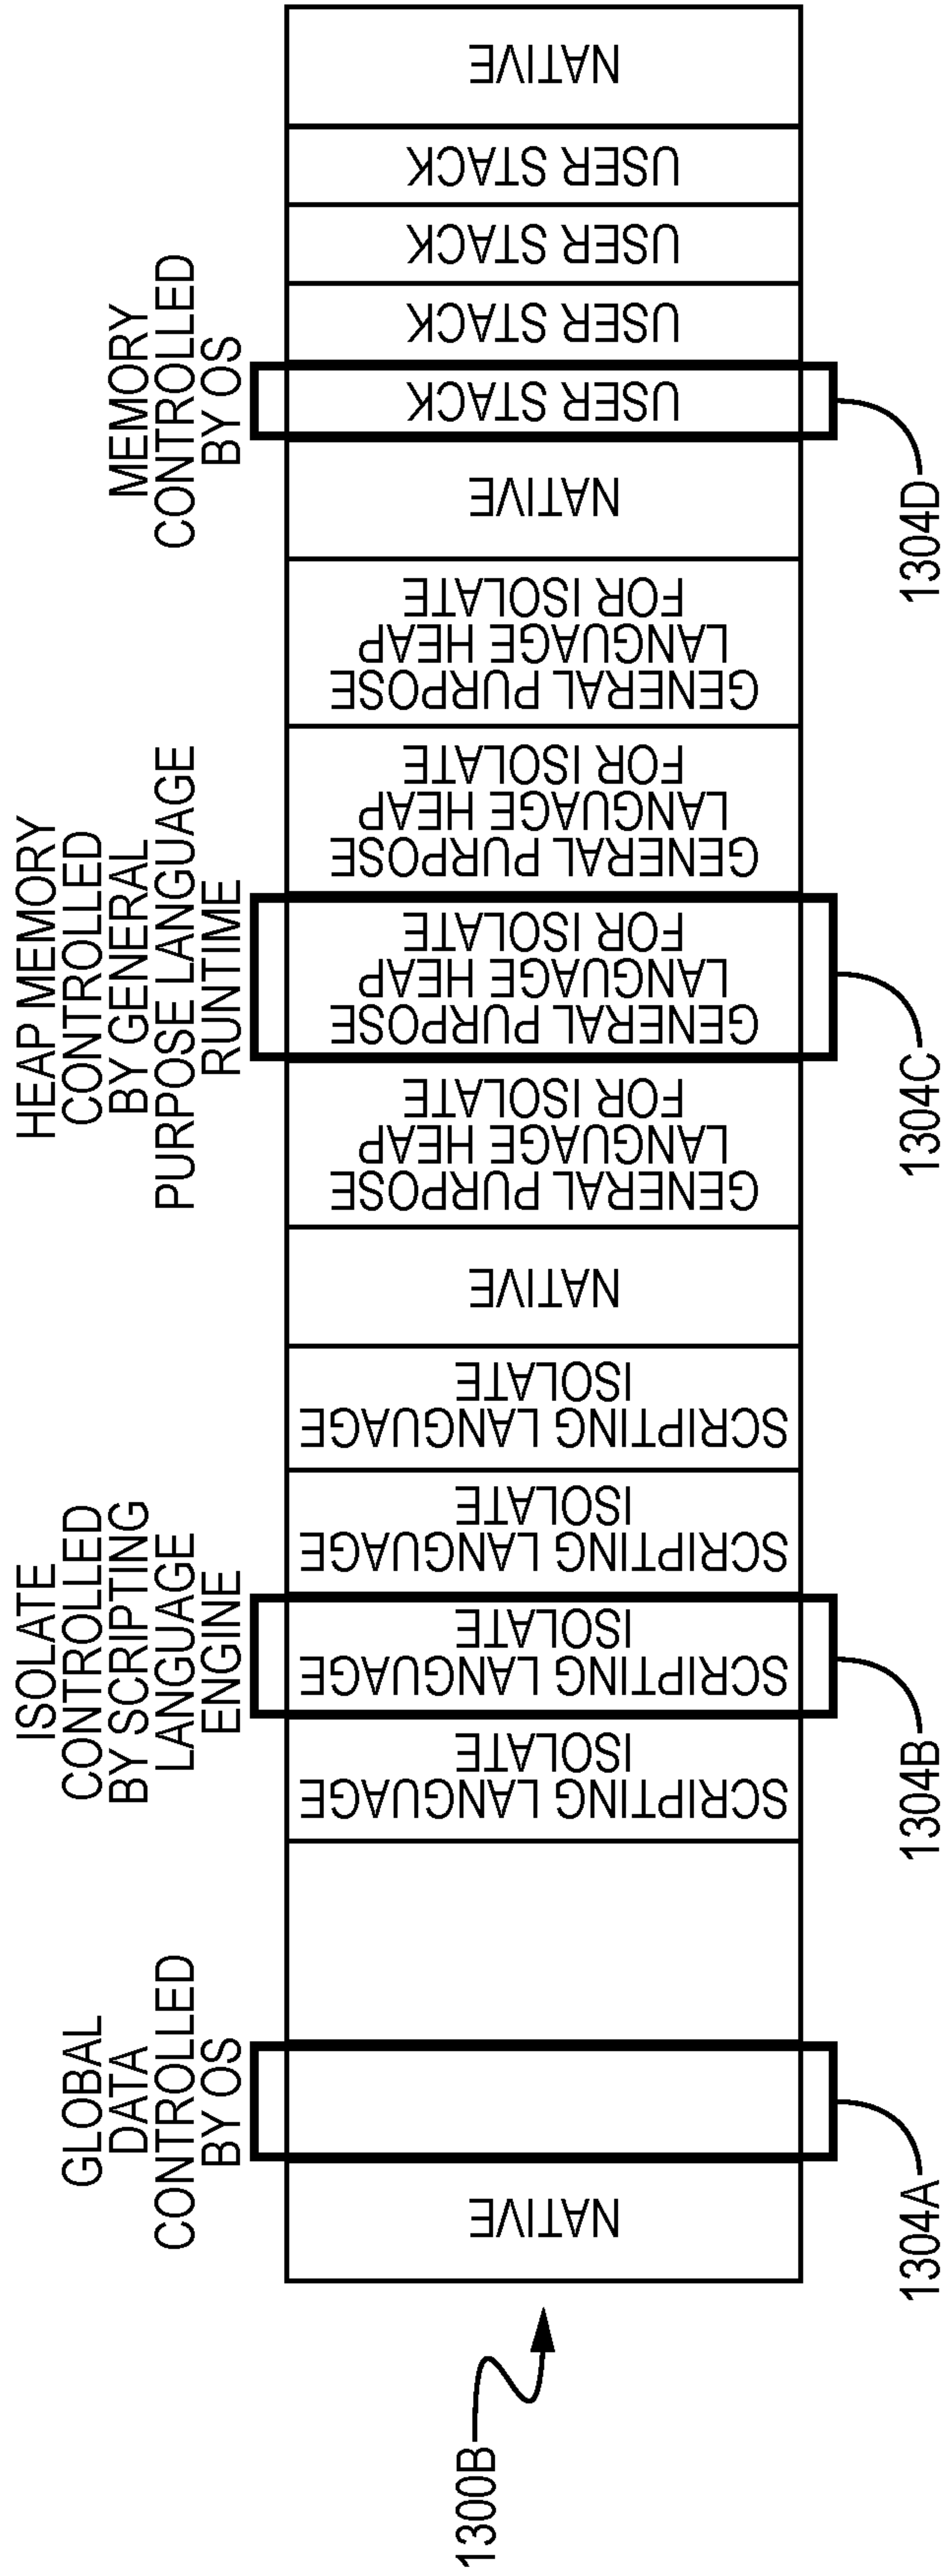 GLOBAL
DATA
CONTROLLED
BY OS
ISOLATE
CONTROLLED
BY SCRIPTING
LANGUAGE
ENGINE
HEAP MEMORY
CONTROLLED
BY GENERAL
PURPOSE LANGUAGE
RUNTIME
MEMORY
CONTROLLED
BY OS
1300B
NATIVE
SCRIPTING LANGUAGE
ISOLATE
SCRIPTING LANGUAGE
ISOLATE
SCRIPTING LANGUAGE
ISOLATE
SCRIPTING LANGUAGE
ISOLATE
NATIVE
GENERAL PURPOSE
LANGUAGE HEAP
FOR ISOLATE
GENERAL PURPOSE
LANGUAGE HEAP
FOR ISOLATE
GENERAL PURPOSE
LANGUAGE HEAP
FOR ISOLATE
GENERAL PURPOSE
LANGUAGE HEAP
FOR ISOLATE
NATIVE
USER STACK
USER STACK
USER STACK
USER STACK
NATIVE
1304A
1304B
1304C
1304D